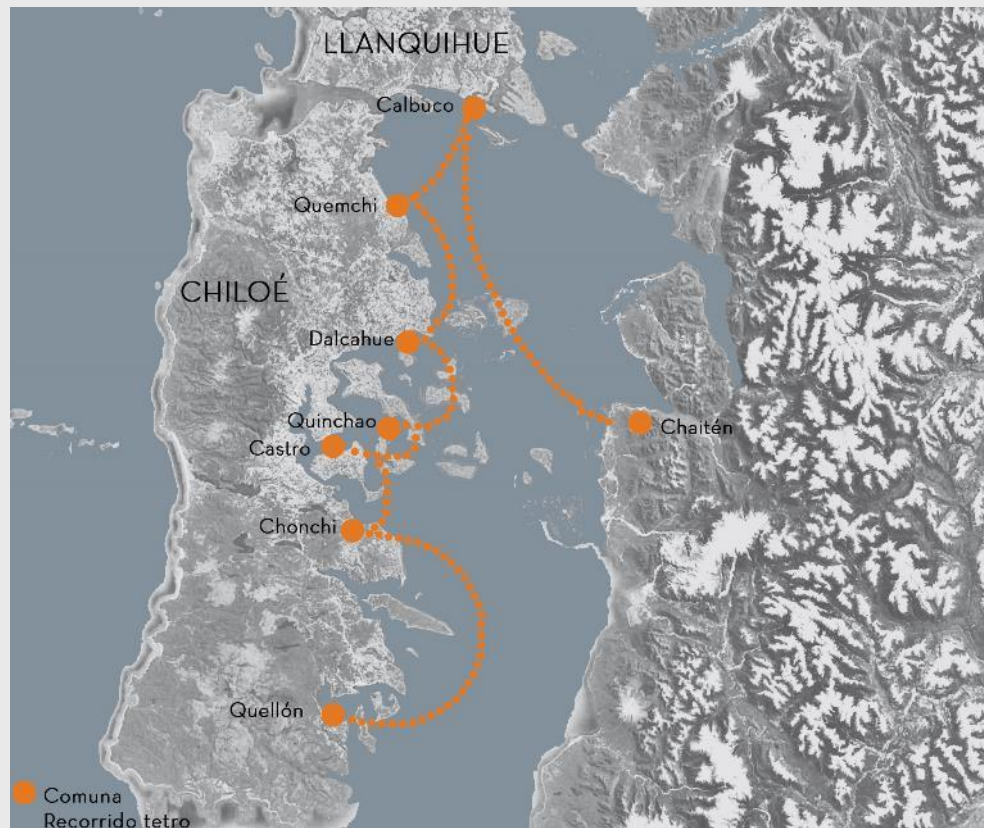 LLANQUIHUE
Calbuco
Quemchi
CHILOÉ
Dalcahue
Quinchao
Castro
Chaitén
Chonchi
Quellón
Comuna
Recorrido tetro